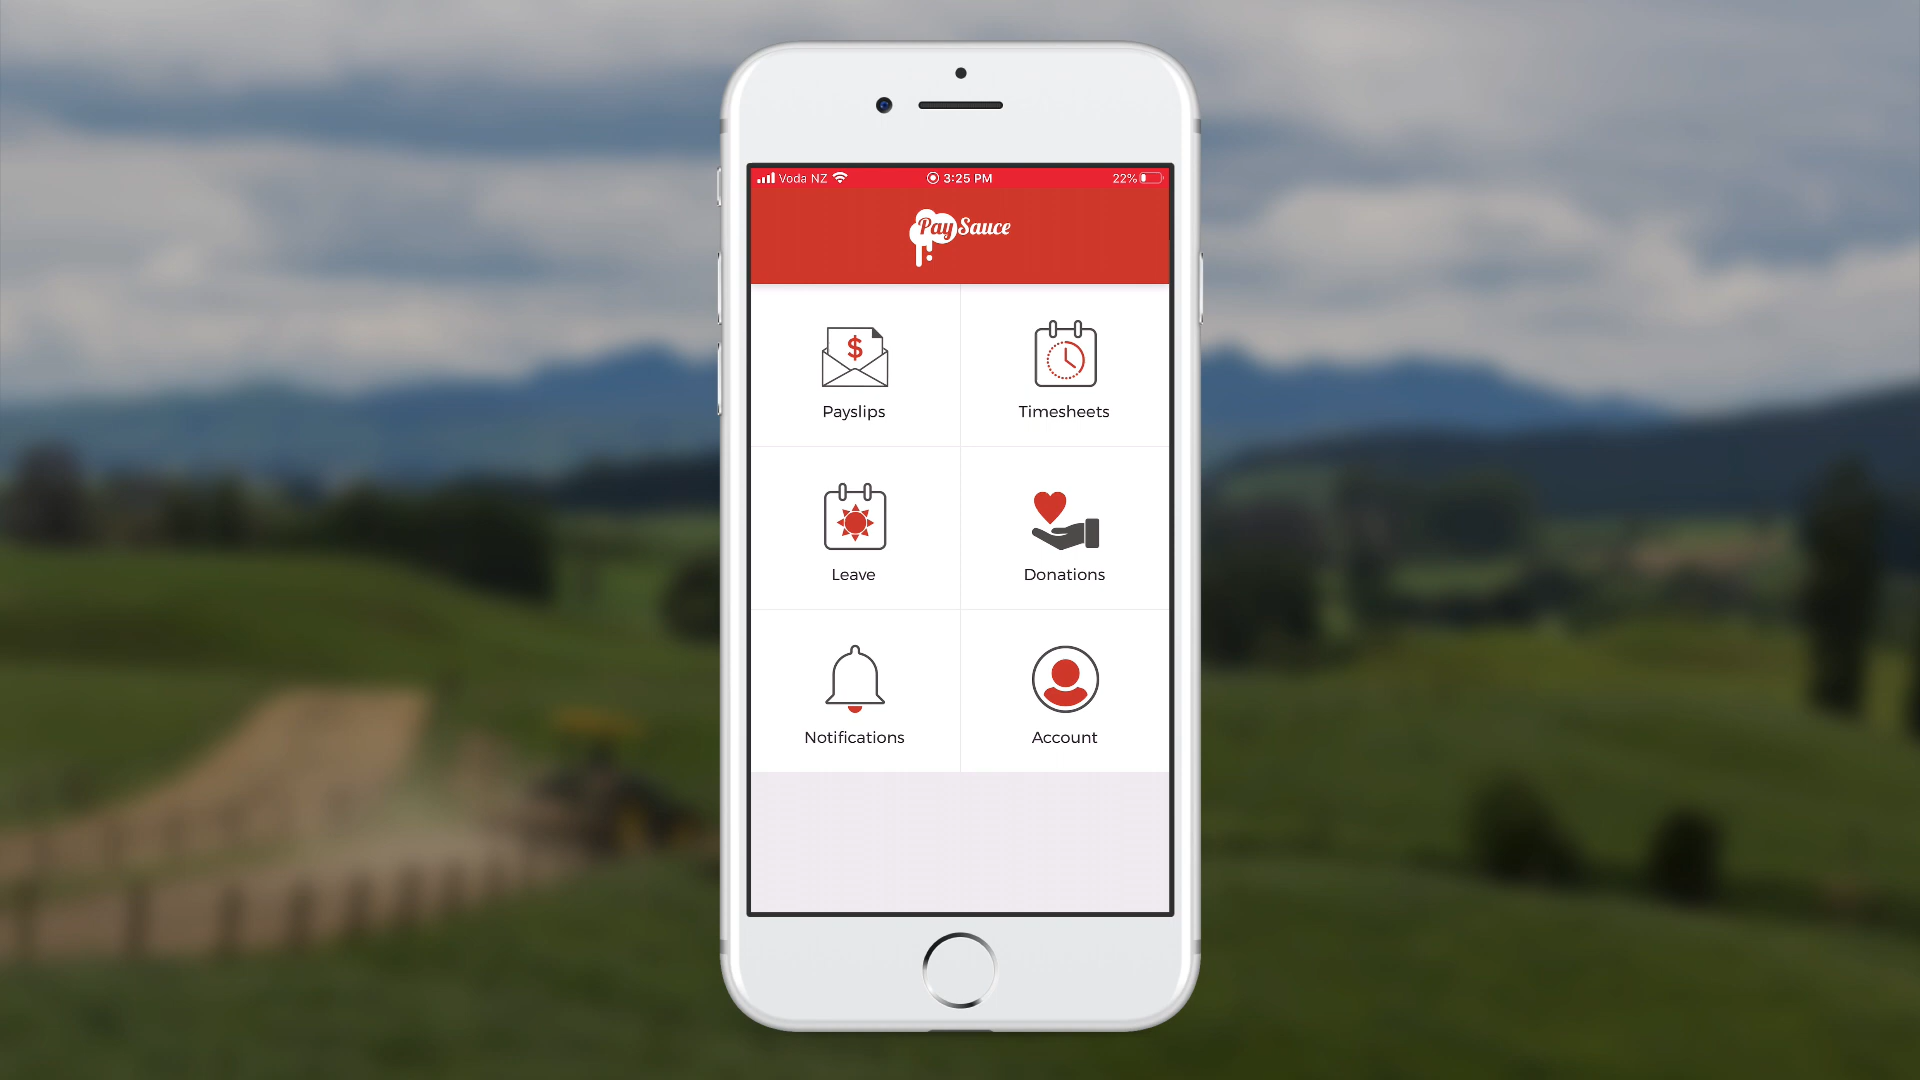 Voda NZ 3:25 PM 22%
PaySauce
$
Payslips Timesheets
Leave Donations
Notifications Account